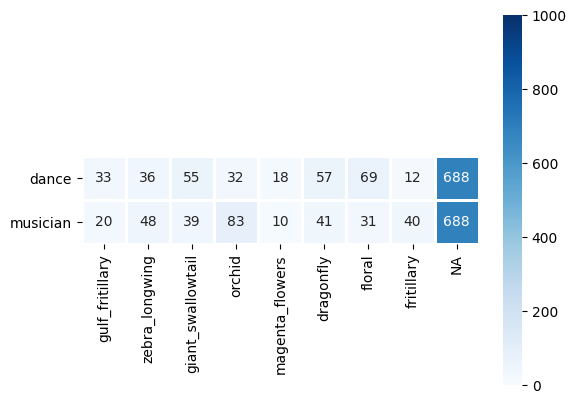 1000
800
600
400
200
0
dance 33 36 55 32 18 57 69 12 688
musician 20 48 39 83 10 41 31 40 688
gulf_fritillary
zebra_longwing
giant_swallowtail
orchid
magenta_flowers
dragonfly
floral
fritillary
NA